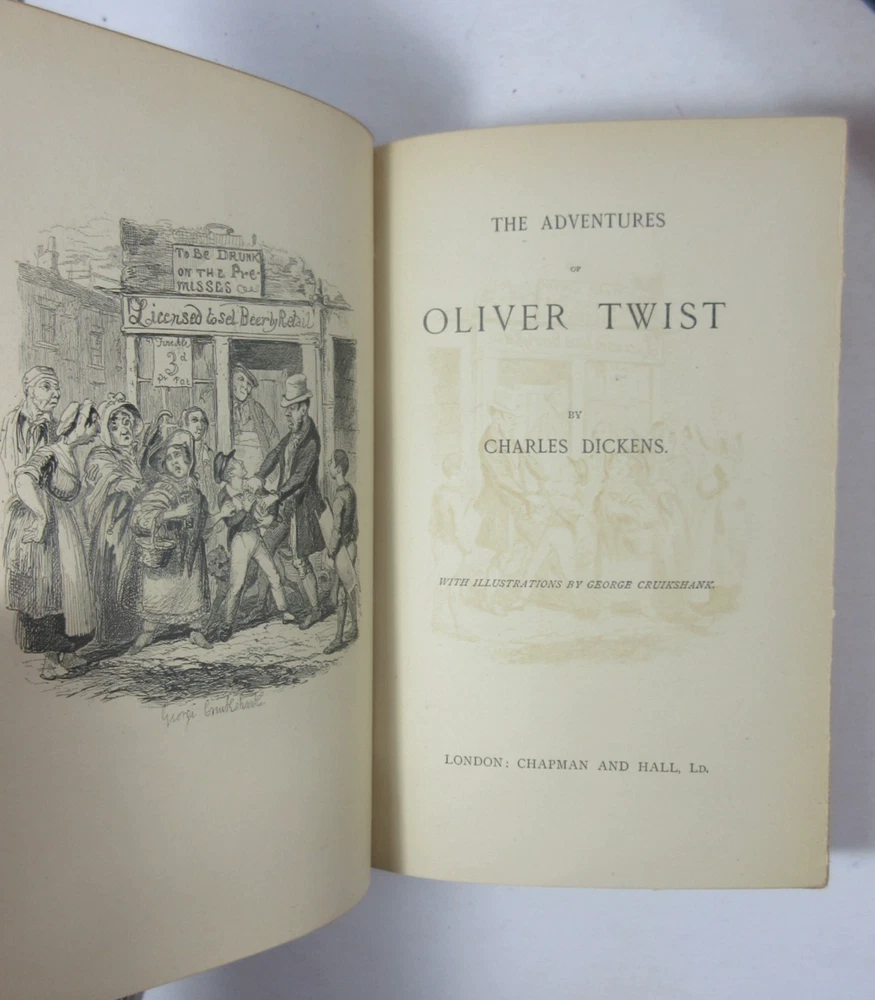 To Be Drunk
on the Pre-
misses
Licensed to sel Beer by Retail
3d
THE ADVENTURES
OF
OLIVER TWIST
BY
CHARLES DICKENS.
WITH ILLUSTRATIONS BY GEORGE CRUIKSHANK.
LONDON: CHAPMAN AND HALL, LD.
George Cruikshank